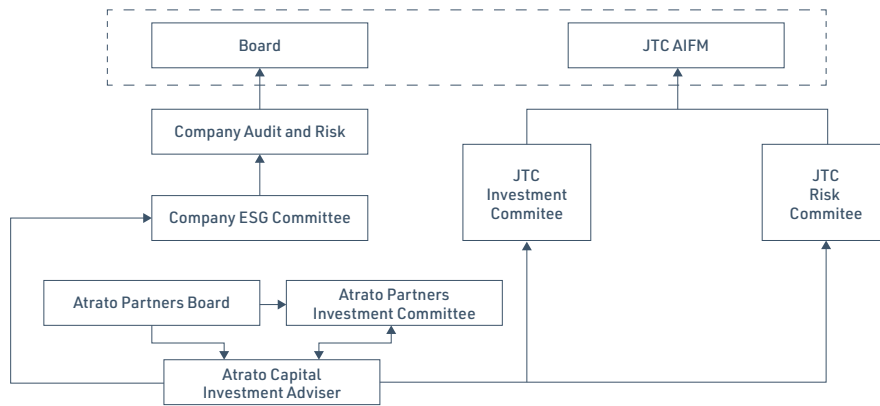 Board
JTC AIFM
Company Audit and Risk
JTC
Investment
Commitee
JTC
Risk
Commitee
Company ESG Committee
Atrato Partners Board
Atrato Partners
Investment Committee
Atrato Capital
Investment Adviser